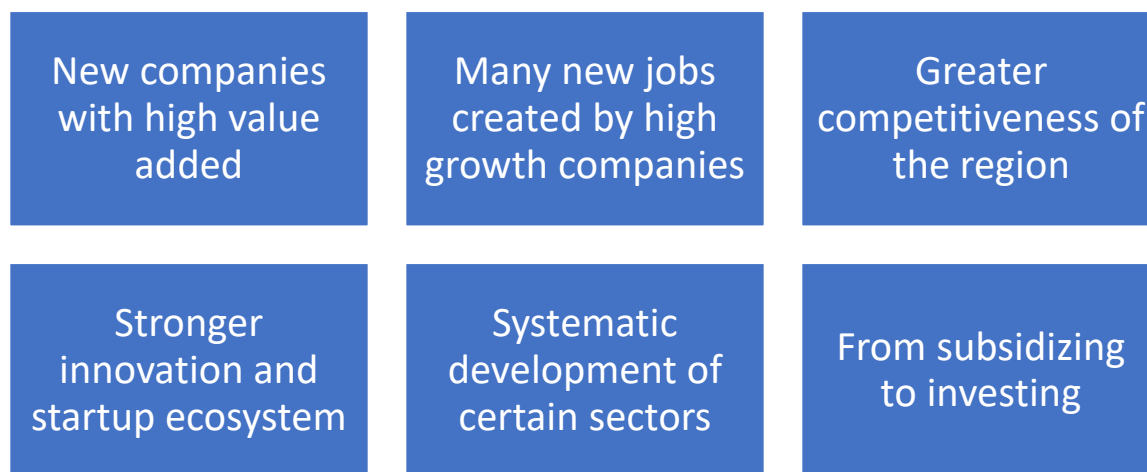 New companies
with high value
added
Many new jobs
created by high
growth companies
Greater
competitiveness of
the region
Stronger
innovation and
startup ecosystem
Systematic
development of
certain sectors
From subsidizing
to investing